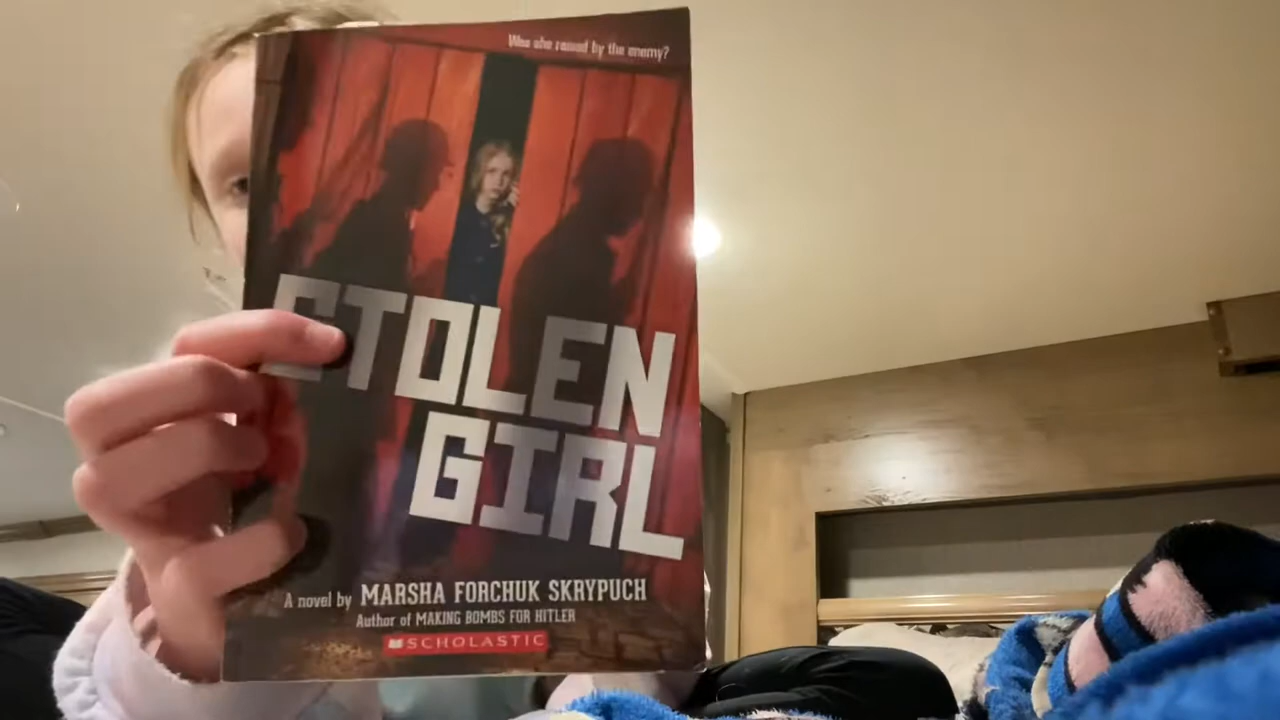 Was she raised by the enemy?
STOLEN
GIRL
A novel by MARSHA FORCHUK SKRYPUCH
Author of MAKING BOMBS FOR HITLER
SCHOLASTIC